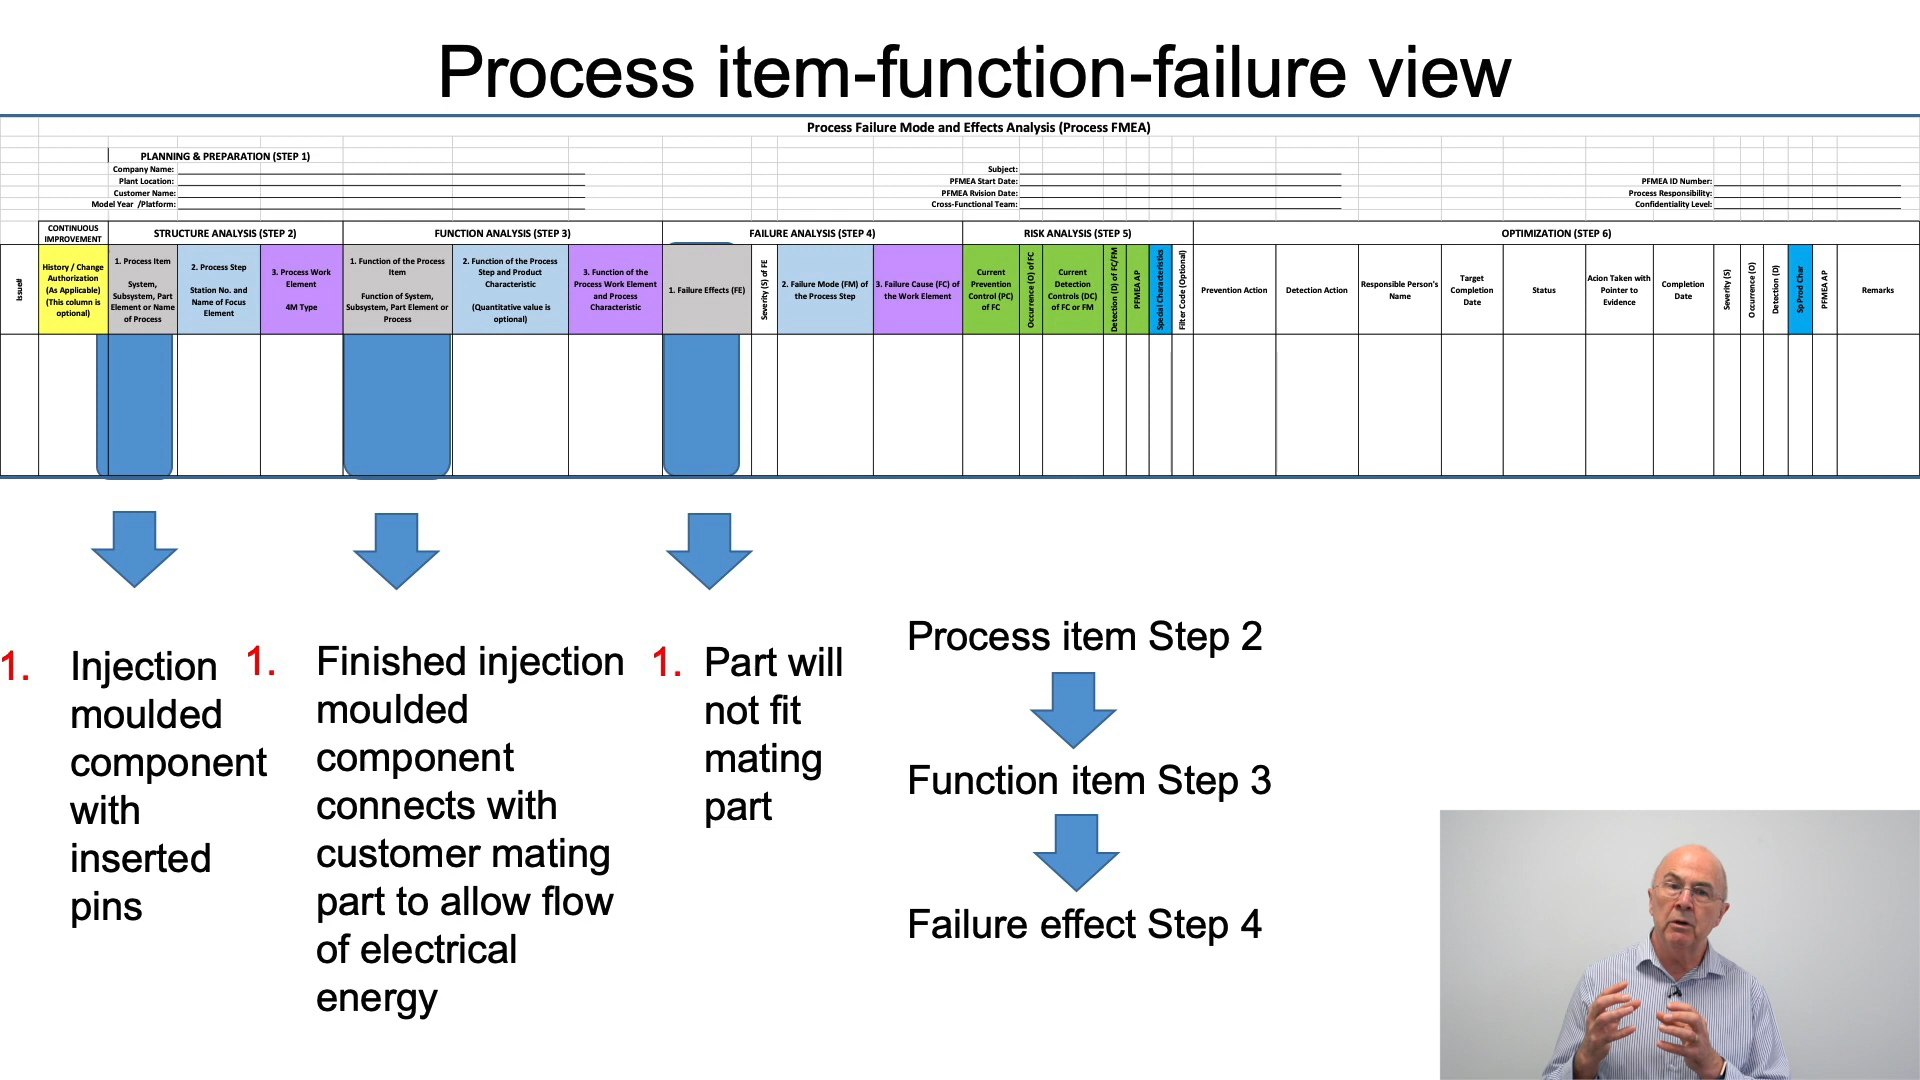 Process item-function-failure view
Process Failure Mode and Effects Analysis (Process FMEA)
PLANNING & PREPARATION (STEP 1)
Company Name:
Plant Location:
Customer Name:
Model Year /Platform:
Subject:
PFMEA Start Date:
PFMEA Rvision Date:
Cross-Functional Team:
PFMEA ID Number:
Process Responsibility:
Confidentiality Level:
CONTINUOUS
IMPROVEMENT
STRUCTURE ANALYSIS (STEP 2)
FUNCTION ANALYSIS (STEP 3)
FAILURE ANALYSIS (STEP 4)
RISK ANALYSIS (STEP 5)
OPTIMIZATION (STEP 6)
Issue#
History / Change
Authorization
(As Applicable)
(This column is
optional)
1. Process Item
System,
Subsystem, Part
Element or Name
of Process
2. Process Step
Station No. and
Name of Focus
Element
3. Process Work
Element
4M Type
1. Function of the Process
Item
Function of System,
Subsystem, Part Element or
Process
2. Function of the Process
Step and Product
Characteristic
(Quantitative value is
optional)
3. Function of the
Process Work Element
and Process
Characteristic
1. Failure Effects (FE)
Severity (S) of FE
2. Failure Mode (FM) of
the Process Step
3. Failure Cause (FC) of
the Work Element
Current
Prevention
Control (PC)
of FC
Occurrence (O) of FC
Current
Detection
Controls (DC)
of FC or FM
Detection (D) of FC/FM
PFMEA AP
Special Characteristics
Filter Code (Optional)
Prevention Action
Detection Action
Responsible Person's
Name
Target
Completion
Date
Status
Acion Taken with
Pointer to
Evidence
Completion
Date
Severity (S)
Occurrence (O)
Detection (D)
Sp Prod Char
PFMEA AP
Remarks
1. Injection
moulded
component
with
inserted
pins
1. Finished injection
moulded
component
connects with
customer mating
part to allow flow
of electrical
energy
1. Part will
not fit
mating
part
Process item Step 2
Function item Step 3
Failure effect Step 4